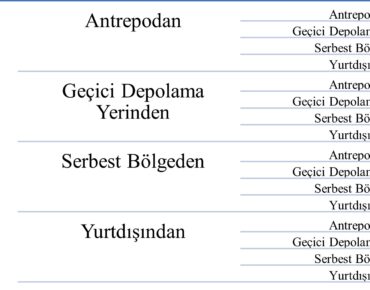 Antrepodan
Antrepo
Geçici Depolar
Serbest Bö
Yurtdışı
Geçici Depolama
Yerinden
Antrepo
Geçici Depolar
Serbest Bö
Yurtdışı
Serbest Bölgeden
Antrepo
Geçici Depolar
Serbest Bö
Yurtdışı
Yurtdışından
Antrepo
Geçici Depolar
Serbest Bö
Yurtdışı